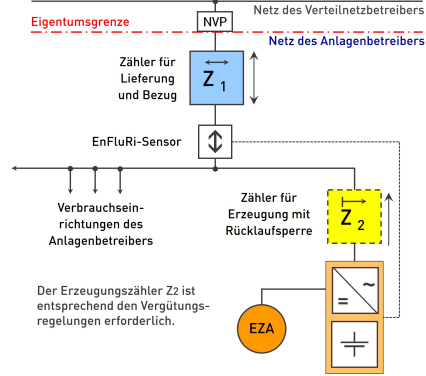 Netz des Verteilnetzbetreibers
Eigentumsgrenze
NVP
Netz des Anlagenbetreibers
Zähler für
Lieferung
und Bezug
Z 1
EnFluRi-Sensor
Verbrauchsein-
richtungen des
Anlagenbetreibers
Zähler für
Erzeugung mit
Rücklaufsperre
Z 2
Der Erzeugungszähler Z2 ist
entsprechend den Vergütungs-
regelungen erforderlich.
EZA
~
=